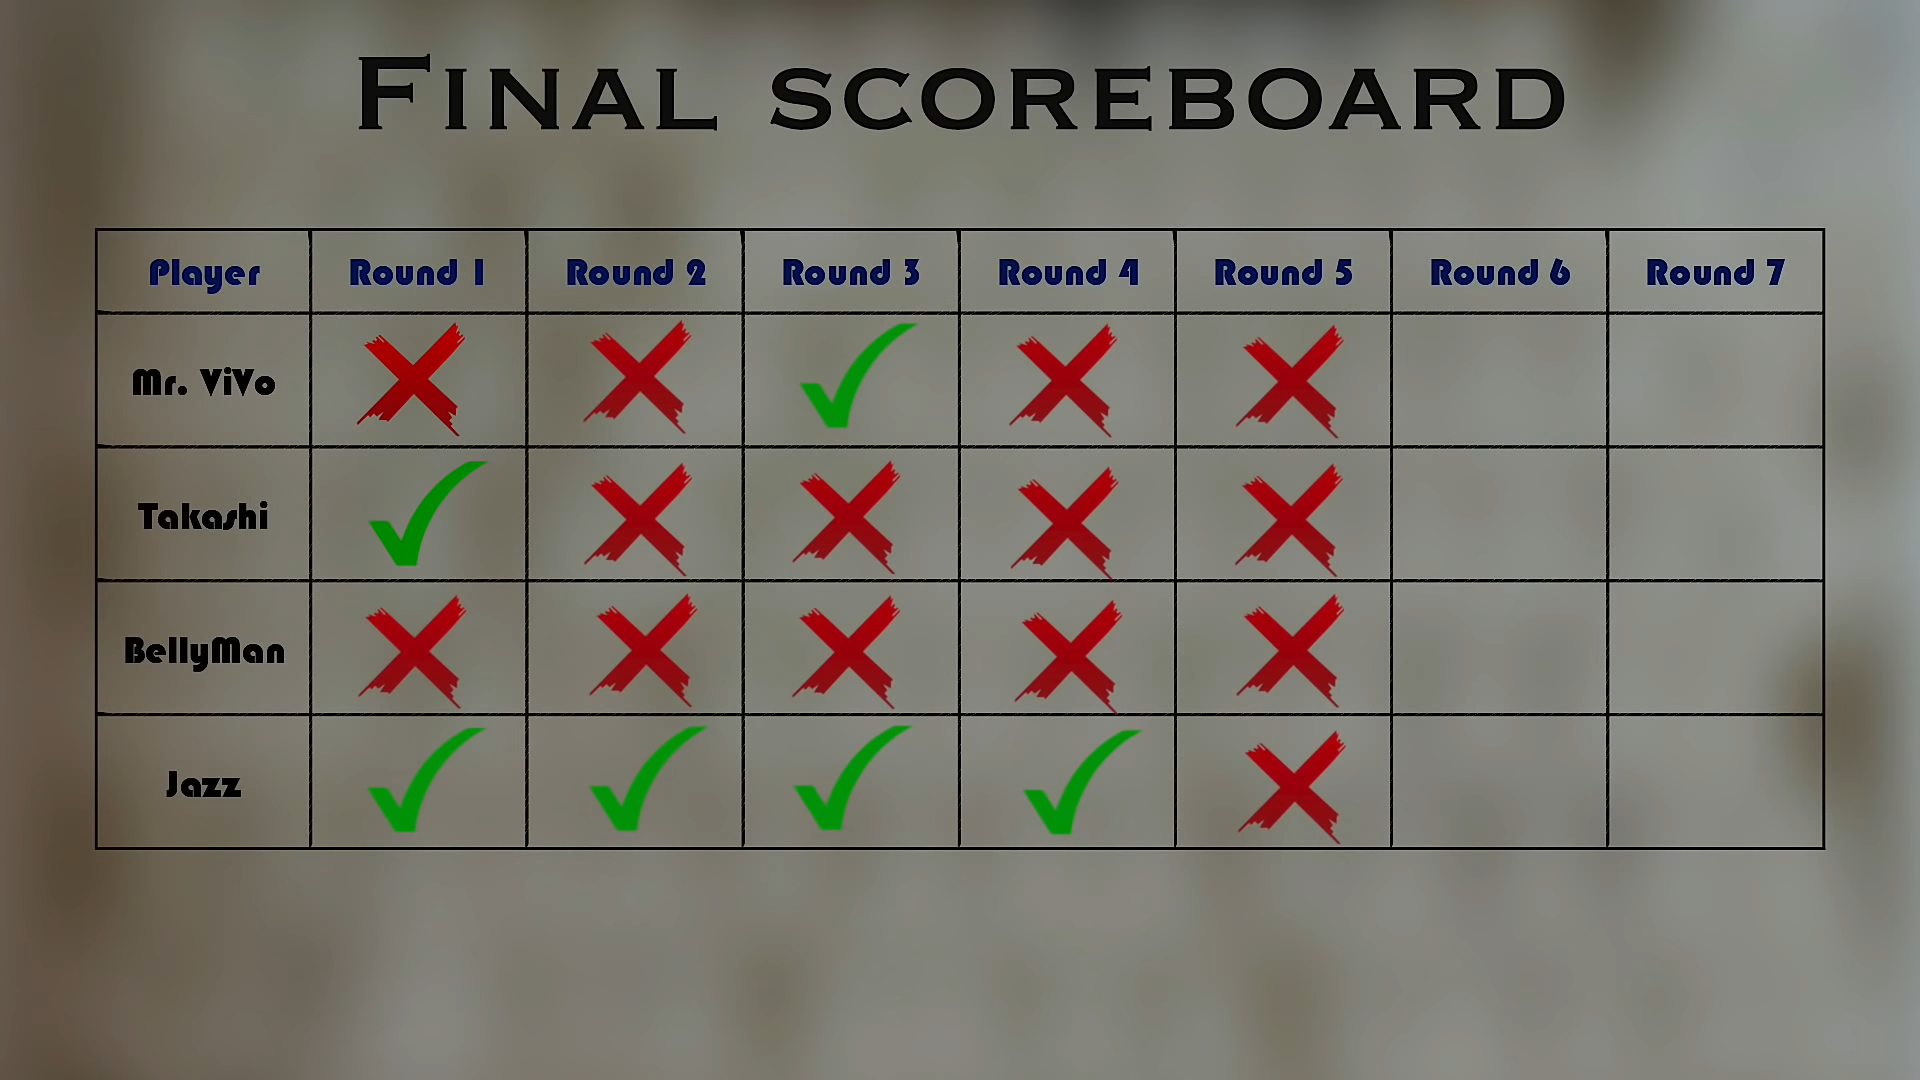 Final scoreboard
Player Round 1 Round 2 Round 3 Round 4 Round 5 Round 6 Round 7
Mr. ViVo
Takashi
BellyMan
Jazz